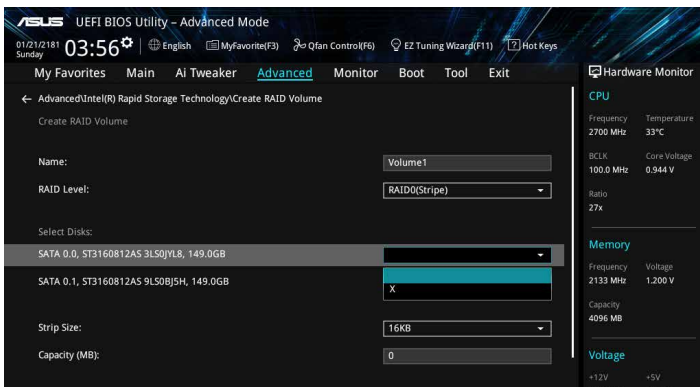 ASUS UEFI BIOS Utility – Advanced Mode
01/21/2181 Sunday 03:56 English MyFavorite(F3) Qfan Control(F6) EZ Tuning Wizard(F11) ? Hot Keys
My Favorites Main Ai Tweaker Advanced Monitor Boot Tool Exit
← Advanced\Intel(R) Rapid Storage Technology\Create RAID Volume
Create RAID Volume
Name: Volume1
RAID Level: RAID0(Stripe)
Select Disks:
SATA 0.0, ST3160812AS 3LS0JYL8, 149.0GB
X
SATA 0.1, ST3160812AS 9LS0BJ5H, 149.0GB
Strip Size: 16KB
Capacity (MB): 0
Hardware Monitor
CPU
Frequency Temperature
2700 MHz 33°C
BCLK Core Voltage
100.0 MHz 0.944 V
Ratio
27x
Memory
Frequency Voltage
2133 MHz 1.200 V
Capacity
4096 MB
Voltage
+12V +5V